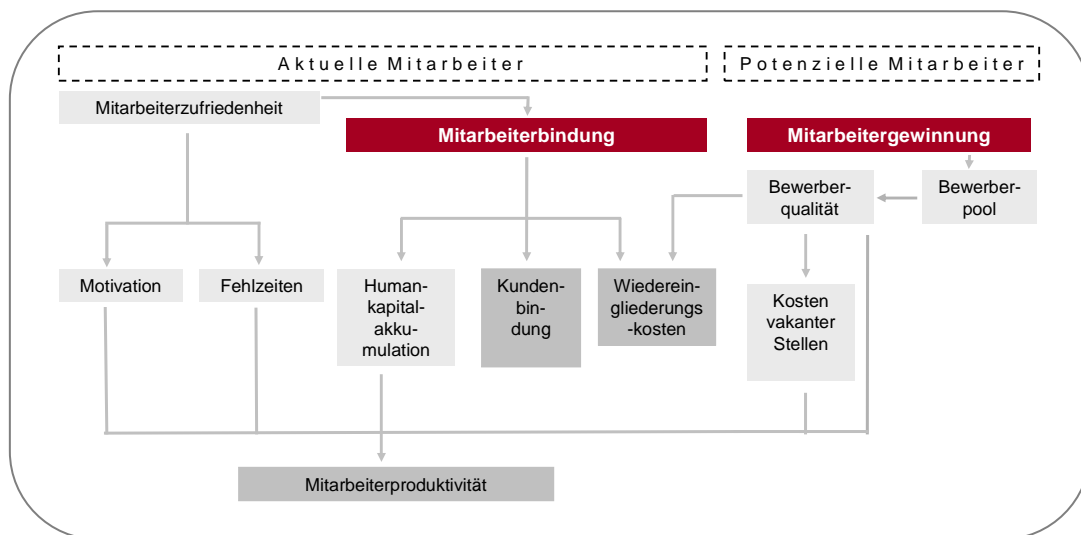 Aktuelle Mitarbeiter
Potenzielle Mitarbeiter
Mitarbeiterzufriedenheit
Mitarbeiterbindung
Mitarbeitergewinnung
Bewerber-
qualität
Bewerber-
pool
Motivation
Fehlzeiten
Human-
kapital-
akku-
mulation
Kunden-
bin-
dung
Wiederein-
gliederungs
-kosten
Kosten
vakanter
Stellen
Mitarbeiterproduktivität